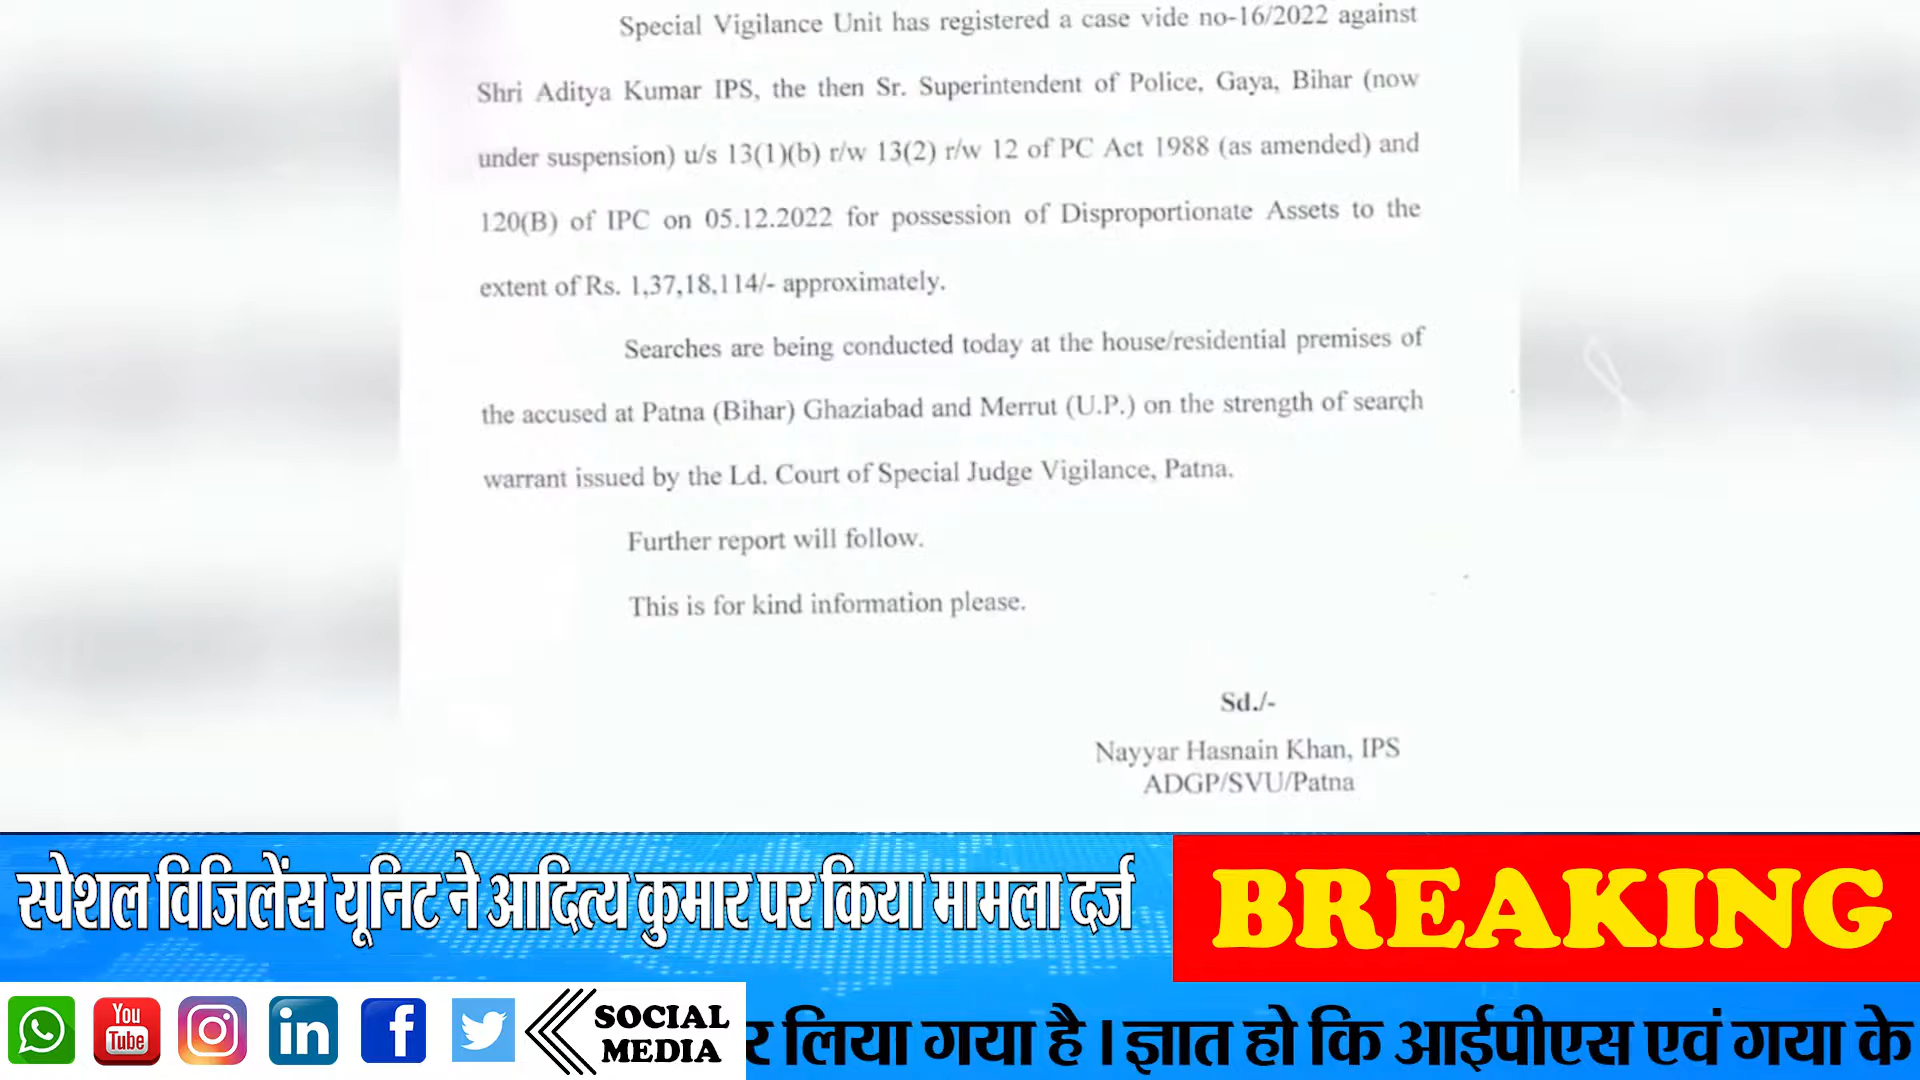 Special Vigilance Unit has registered a case vide no-16/2022 against
Shri Aditya Kumar IPS, the then Sr. Superintendent of Police, Gaya, Bihar (now
under suspension) u/s 13(1)(b) r/w 13(2) r/w 12 of PC Act 1988 (as amended) and
120(B) of IPC on 05.12.2022 for possession of Disproportionate Assets to the
extent of Rs. 1,37,18,114/- approximately.
Searches are being conducted today at the house/residential premises of
the accused at Patna (Bihar) Ghaziabad and Merrut (U.P.) on the strength of search
warrant issued by the Ld. Court of Special Judge Vigilance, Patna.
Further report will follow.
This is for kind information please.
Sd./-
Nayyar Hasnain Khan, IPS
ADGP/SVU/Patna
स्पेशल विजिलेंस यूनिट ने आदित्य कुमार पर किया मामला दर्ज
BREAKING
You
Tube
in
f
SOCIAL
MEDIA
र लिया गया है । ज्ञात हो कि आईपीएस एवं गया के